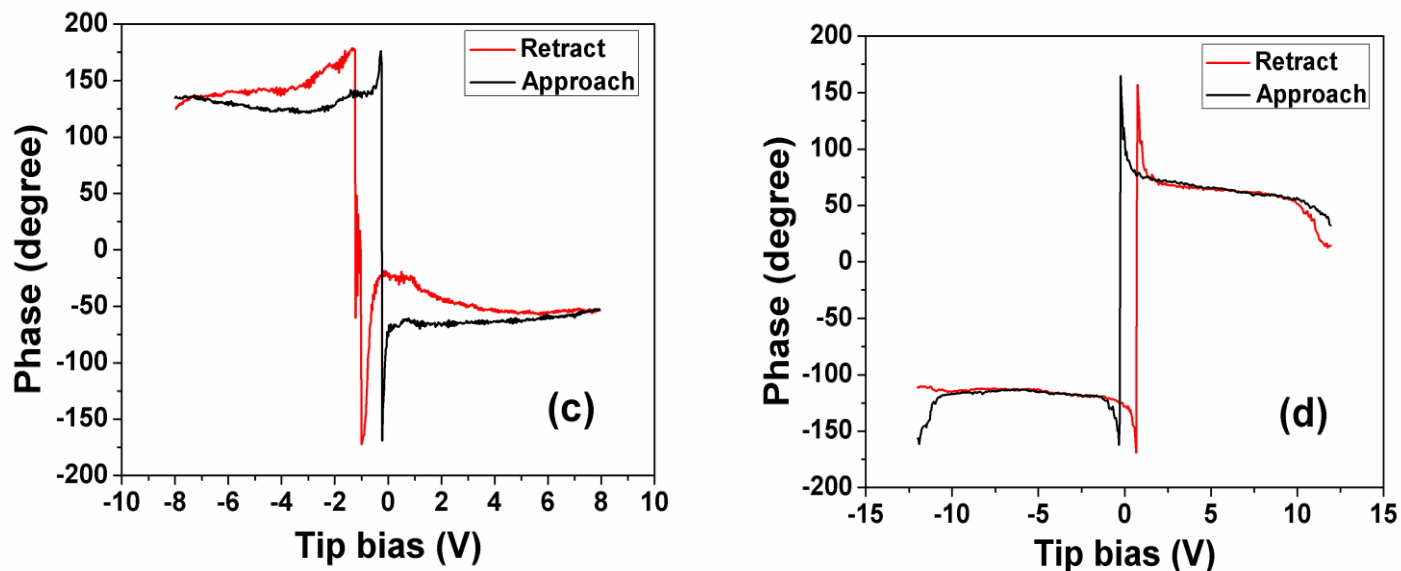 200
150
100
50
0
-50
-100
-150
-200
Phase (degree)
Retract
Approach
(c)
-10 -8 -6 -4 -2 0 2 4 6 8 10
Tip bias (V)
200
150
100
50
0
-50
-100
-150
-200
Phase (degree)
Retract
Approach
(d)
-15 -10 -5 0 5 10 15
Tip bias (V)